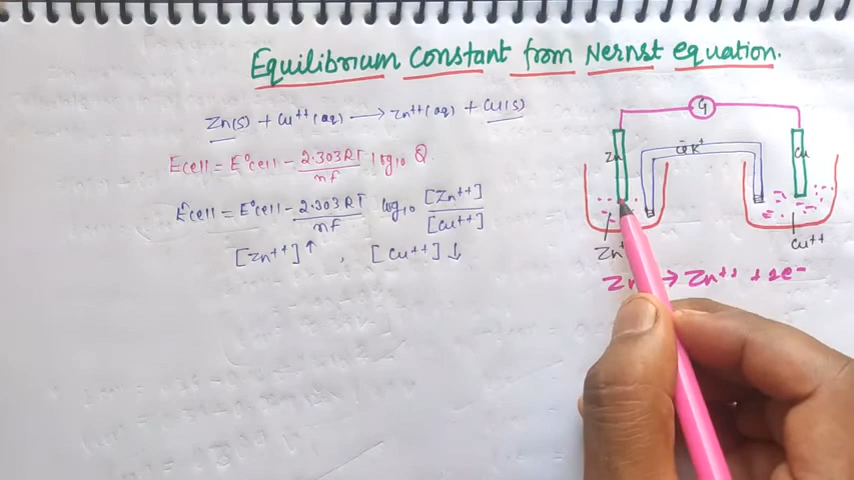 Equilibrium Constant from Nernst equation.
Zn(s) + Cu++(aq) → Zn++(aq) + Cu(s)
Ecell = E°cell - 2.303RT/nf log10 Q
Ecell = E°cell - 2.303RT/nf log10 [Zn++]/[Cu++]
[Zn++]↑ , [Cu++]↓
G
Zn
Cu
Zn+
Cu++
Zn → Zn++ + 2e-